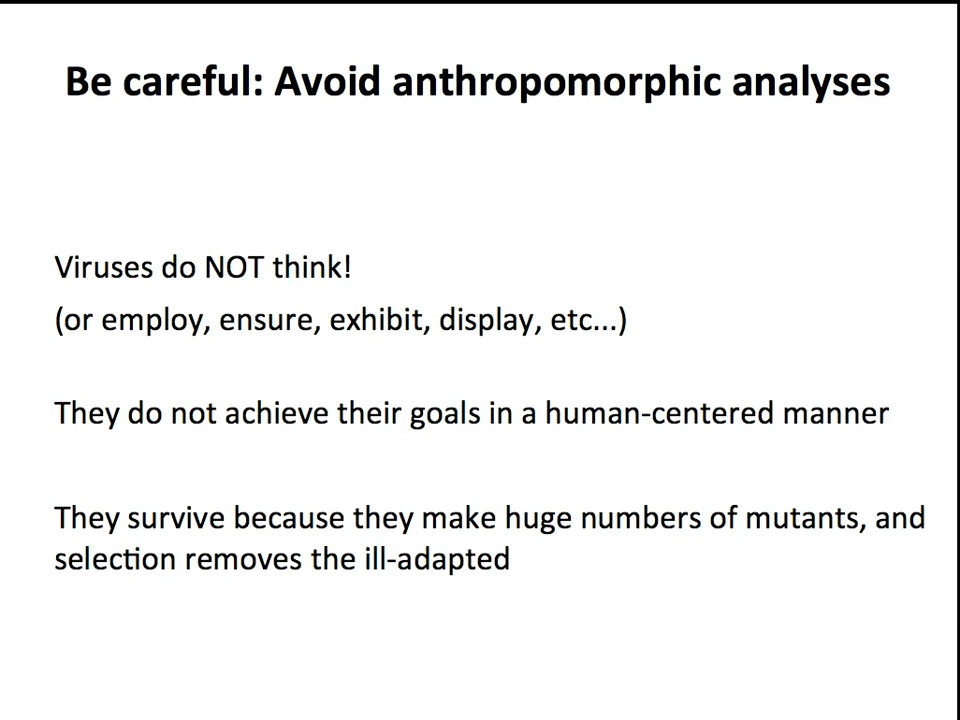 Be careful: Avoid anthropomorphic analyses
Viruses do NOT think!
(or employ, ensure, exhibit, display, etc...)
They do not achieve their goals in a human-centered manner
They survive because they make huge numbers of mutants, and
selection removes the ill-adapted